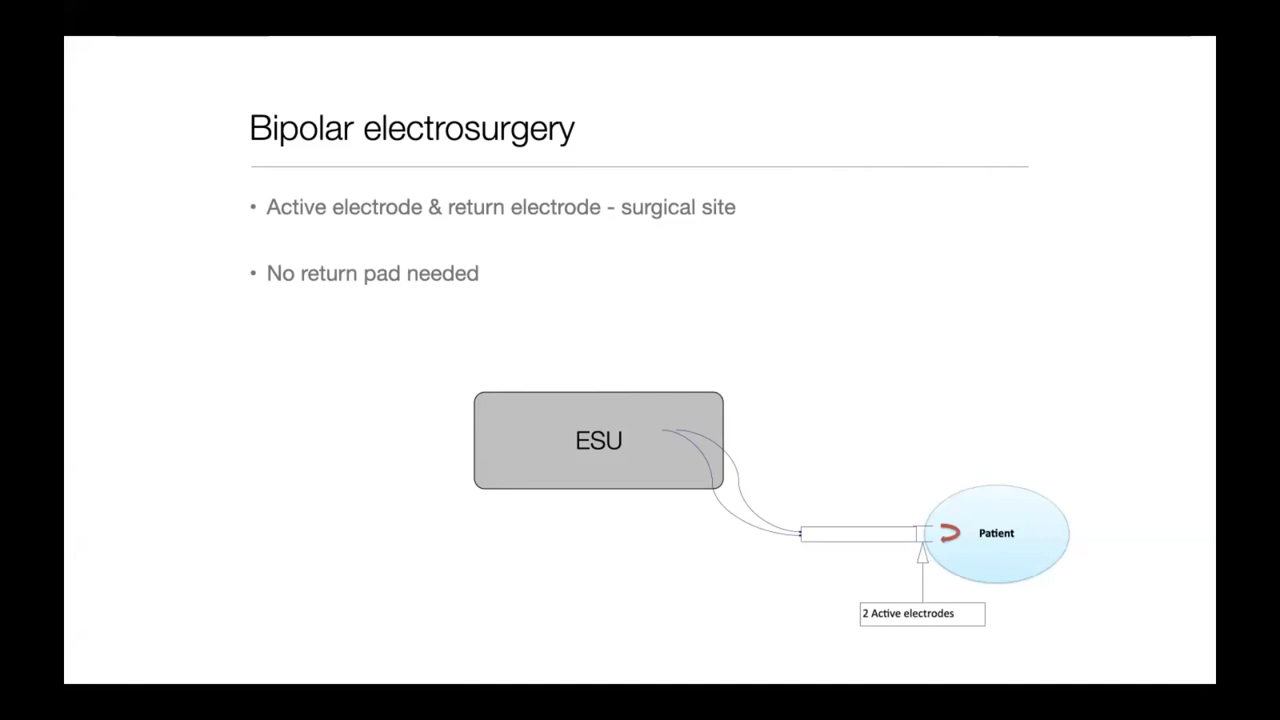 Bipolar electrosurgery
• Active electrode & return electrode - surgical site
• No return pad needed
ESU
Patient
2 Active electrodes